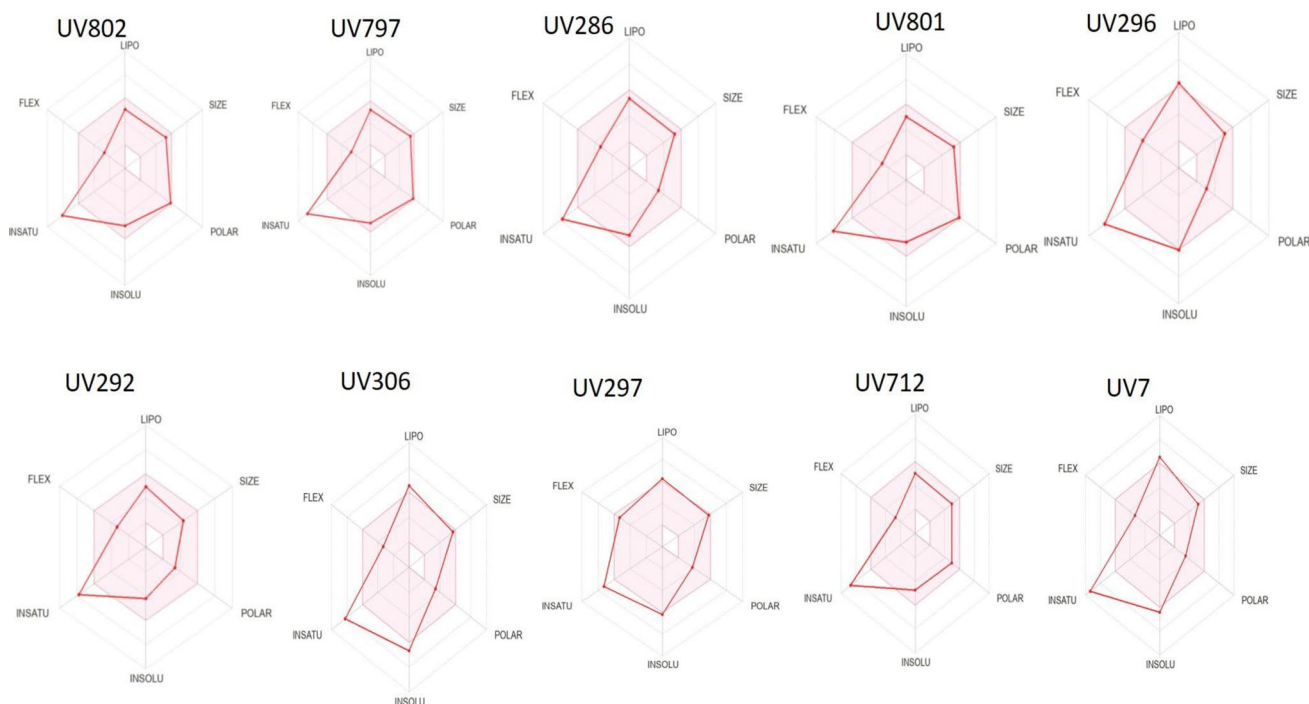 UV802
LIPO
FLEX
SIZE
INSATU
POLAR
INSOLU
UV797
LIPO
FLEX
SIZE
INSATU
POLAR
INSOLU
UV286
LIPO
FLEX
SIZE
INSATU
POLAR
INSOLU
UV801
LIPO
FLEX
SIZE
INSATU
POLAR
INSOLU
UV296
LIPO
FLEX
SIZE
INSATU
POLAR
INSOLU
UV292
LIPO
FLEX
SIZE
INSATU
POLAR
INSOLU
UV306
LIPO
FLEX
SIZE
INSATU
POLAR
INSOLU
UV297
LIPO
FLEX
SIZE
INSATU
POLAR
INSOLU
UV712
LIPO
FLEX
SIZE
INSATU
POLAR
INSOLU
UV7
LIPO
FLEX
SIZE
INSATU
POLAR
INSOLU